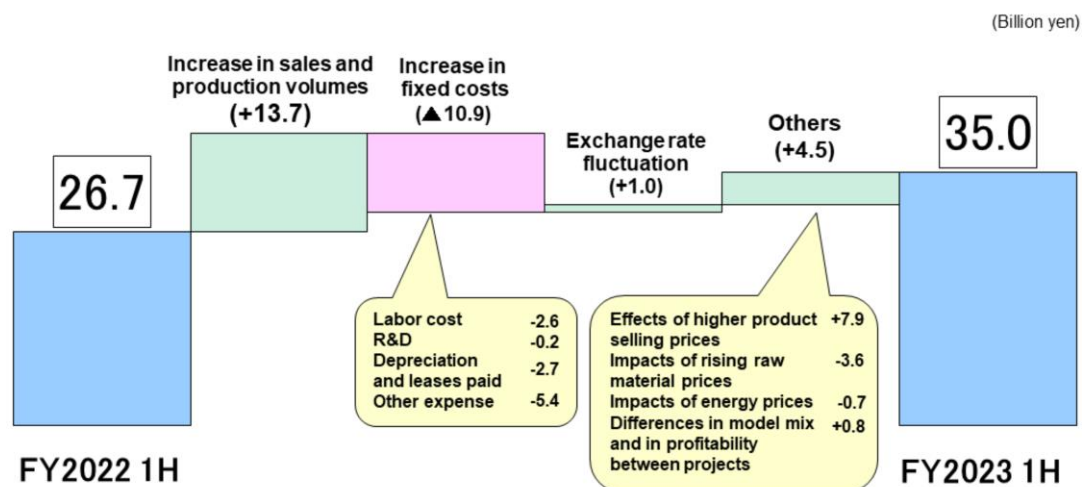 (Billion yen)
Increase in sales and
production volumes
(+13.7)
Increase in
fixed costs
(▲10.9)
Exchange rate
fluctuation
(+1.0)
Others
(+4.5)
26.7
35.0
Labor cost -2.6
R&D -0.2
Depreciation
and leases paid -2.7
Other expense -5.4
Effects of higher product +7.9
selling prices
Impacts of rising raw -3.6
material prices
Impacts of energy prices -0.7
Differences in model mix +0.8
and in profitability
between projects
FY2022 1H
FY2023 1H